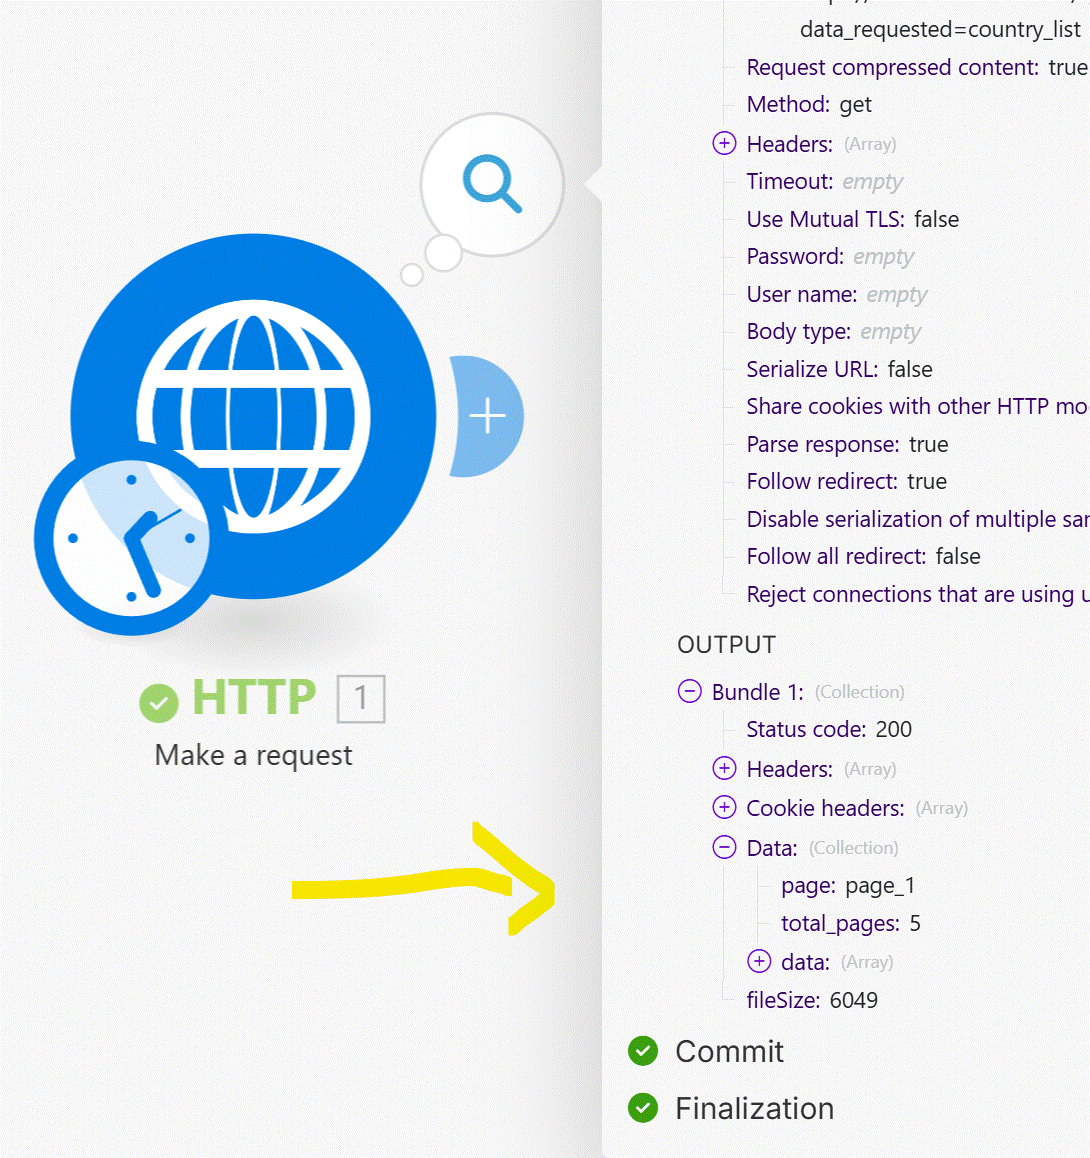 data_requested=country_list
Request compressed content: true
Method: get
Headers: (Array)
Timeout: empty
Use Mutual TLS: false
Password: empty
User name: empty
Body type: empty
Serialize URL: false
Share cookies with other HTTP
Parse response: true
Follow redirect: true
Disable serialization of multiple
Follow all redirect: false
Reject connections that are using
OUTPUT
Bundle 1: (Collection)
Status code: 200
Headers: (Array)
Cookie headers: (Array)
Data: (Collection)
page: page_1
total_pages: 5
data: (Array)
fileSize: 6049
Commit
Finalization
HTTP 1
Make a request